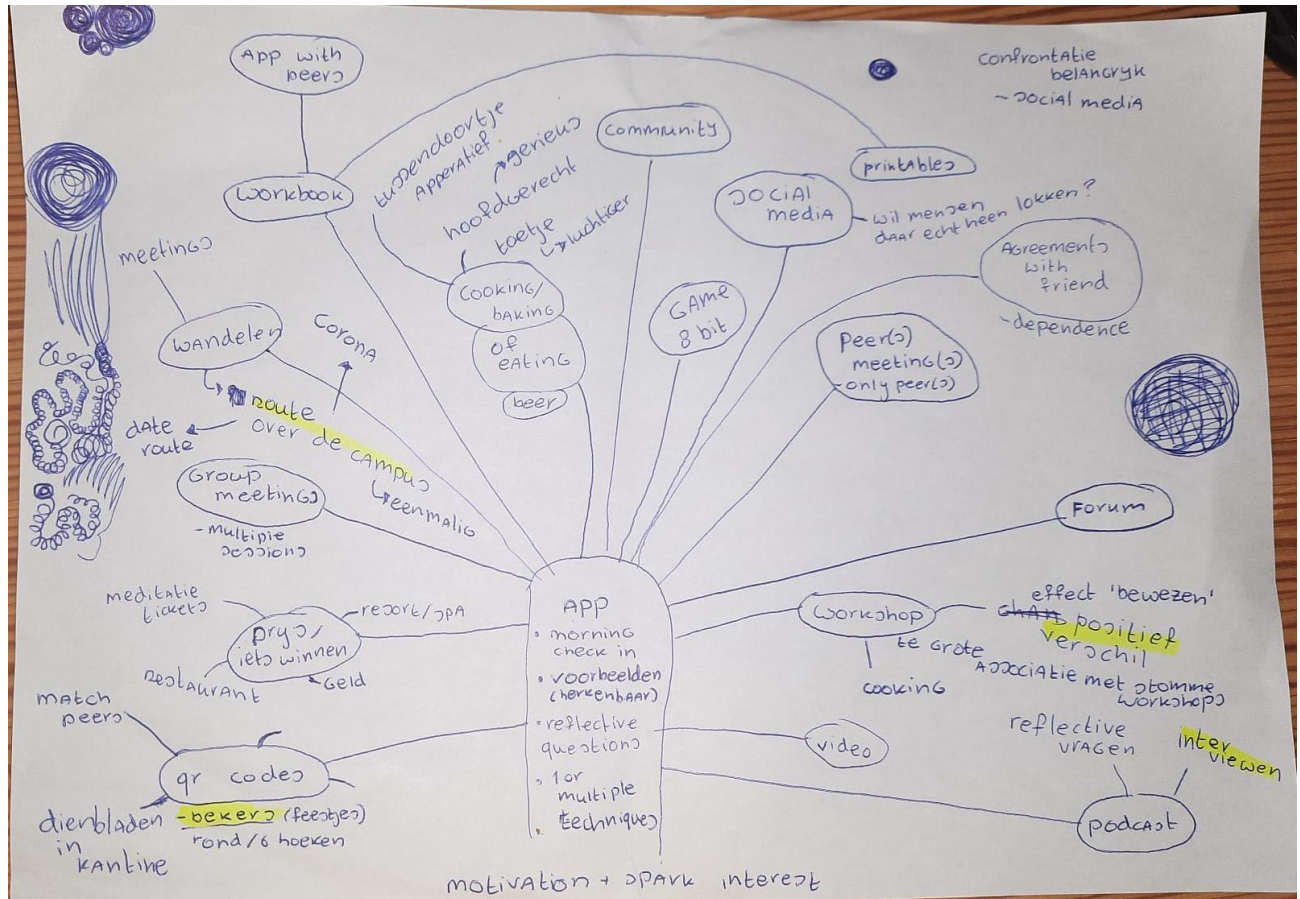 App with
peers
confrontatie
belangryk
- social media
tussendoortje
Apperatief
community
→ serieus
hoofdgerecht
toetje
↳ luchtiger
printables
workbook
social
media
- wil mensen
daar echt heen lokken?
Agreements
with
friend
- dependence
meetings
cooking/
baking
of
eating
beer
GAme
8 bit
peer(s)
meeting(s)
- only peer(s)
wandelen
corona
route
over de campus
↳ eenmalig
date
route
Group
meetings
- multiple
sessions
Forum
meditatie
tickets
resort/spa
prys/
iets winnen
restaurant
Geld
App
• morning
check in
• voorbeelden
(herkenbaar)
• reflective
questions
• 1 or
multiple
techniques
workshop
effect 'bewezen'
positief
verschil
te grote
associatie met stomme
workshops
cooking
match
peers
qr codes
dienbladen
in
kantine
- bekers (feestjes)
rond/6 hoeken
video
reflective
vragen
inter
viewen
podcast
motivation + spark interest